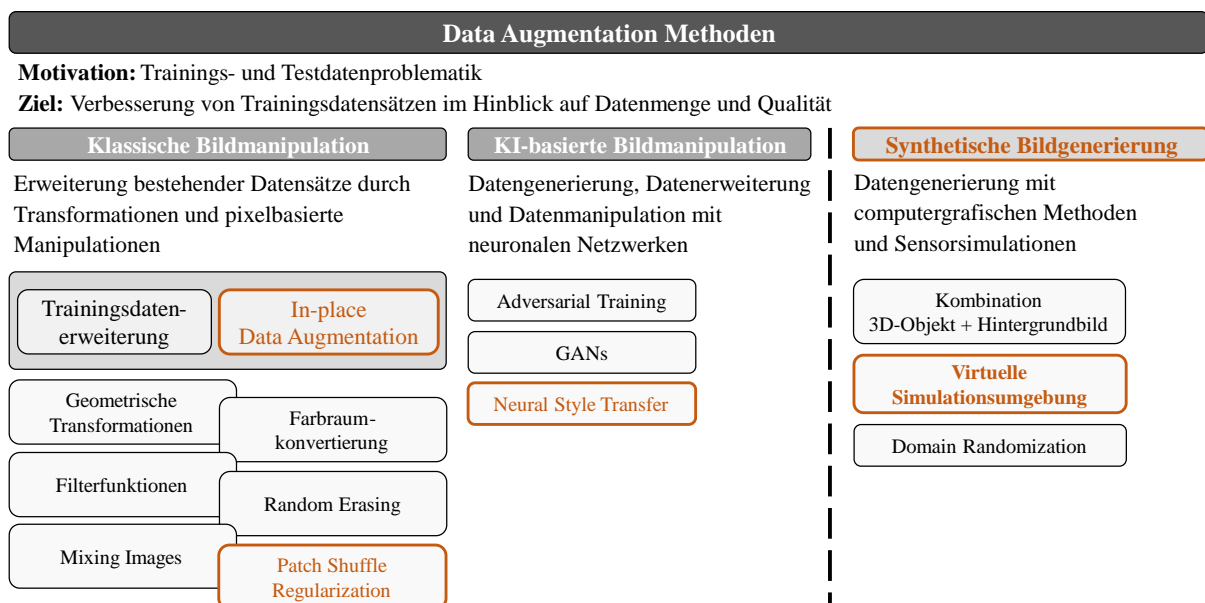 Data Augmentation Methoden
Motivation: Trainings- und Testdatenproblematik
Ziel: Verbesserung von Trainingsdatensätzen im Hinblick auf Datenmenge und Qualität
Klassische Bildmanipulation
Erweiterung bestehender Datensätze durch
Transformationen und pixelbasierte
Manipulationen
Trainingsdaten-
erweiterung
In-place
Data Augmentation
Geometrische
Transformationen
Farbraum-
konvertierung
Filterfunktionen
Random Erasing
Mixing Images
Patch Shuffle
Regularization
KI-basierte Bildmanipulation
Datengenerierung, Datenerweiterung
und Datenmanipulation mit
neuronalen Netzwerken
Adversarial Training
GANs
Neural Style Transfer
Synthetische Bildgenerierung
Datengenerierung mit
computergrafischen Methoden
und Sensorsimulationen
Kombination
3D-Objekt + Hintergrundbild
Virtuelle
Simulationsumgebung
Domain Randomization